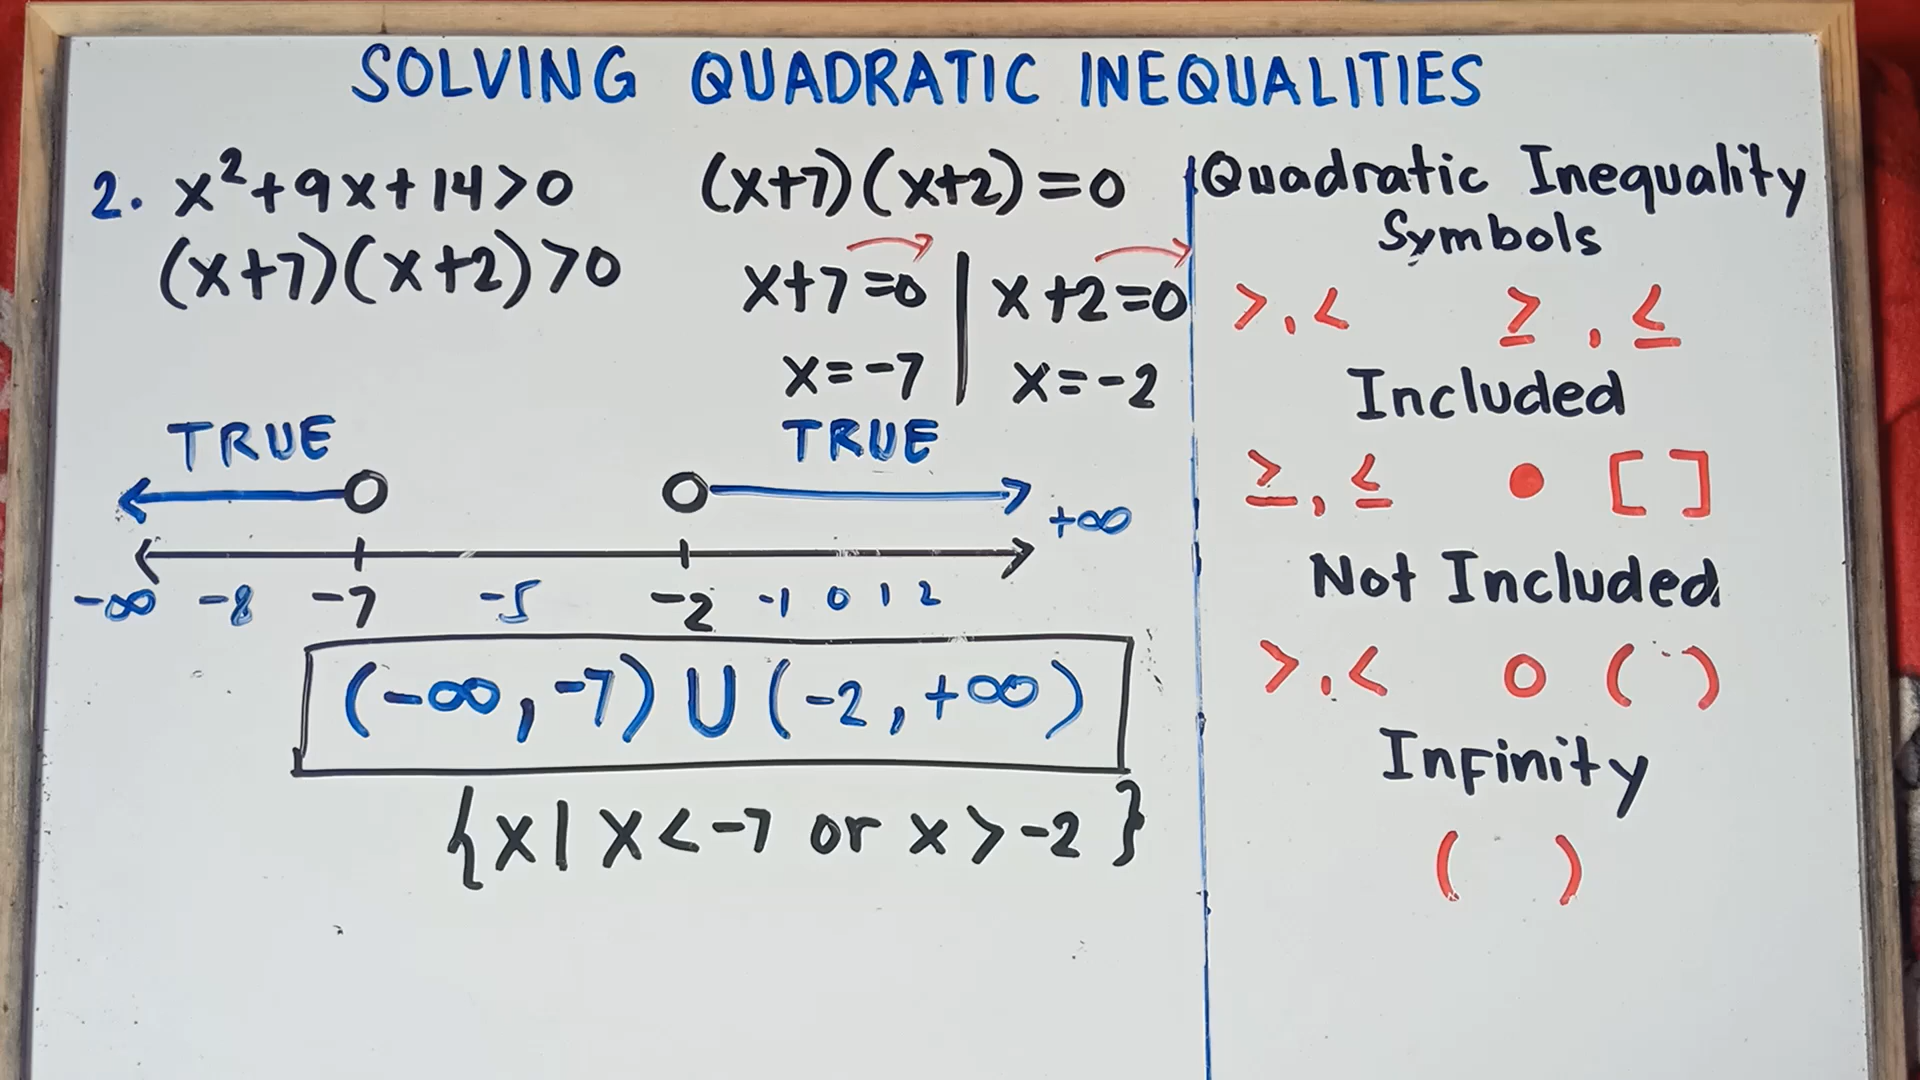 SOLVING QUADRATIC INEQUALITIES
2. x²+9x+14>0
(x+7)(x+2)>0
(x+7)(x+2)=0
x+7=0 | x+2=0
x=-7 | x=-2
TRUE TRUE
+∞
-∞ -8 -7 -5 -2 -1 0 1 2
(-∞, -7) U (-2, +∞)
{x | x < -7 or x > -2}
Quadratic Inequality
Symbols
>, < ≥, ≤
Included
≥, ≤ ● [ ]
Not Included
>, < o ( )
Infinity
( )